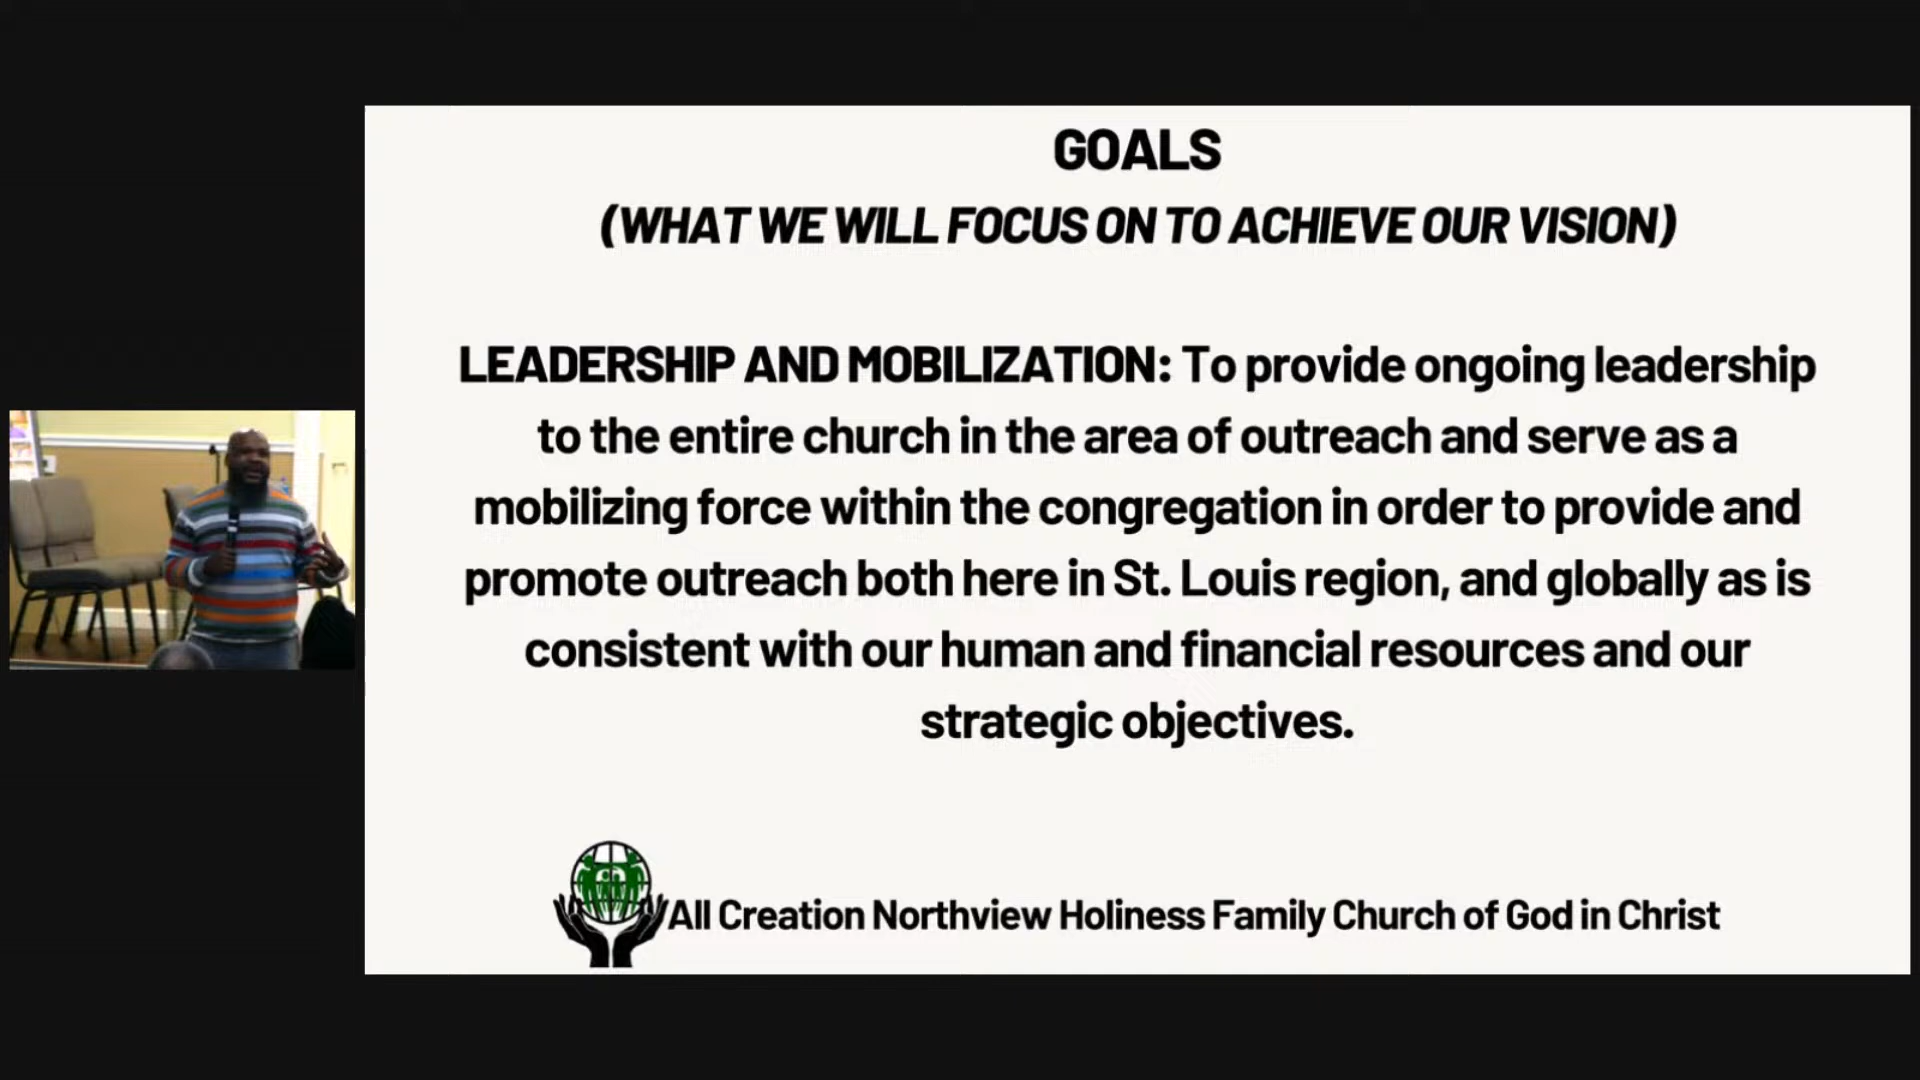 GOALS
(WHAT WE WILL FOCUS ON TO ACHIEVE OUR VISION)
LEADERSHIP AND MOBILIZATION: To provide ongoing leadership
to the entire church in the area of outreach and serve as a
mobilizing force within the congregation in order to provide and
promote outreach both here in St. Louis region, and globally as is
consistent with our human and financial resources and our
strategic objectives.
All Creation Northview Holiness Family Church of God in Christ